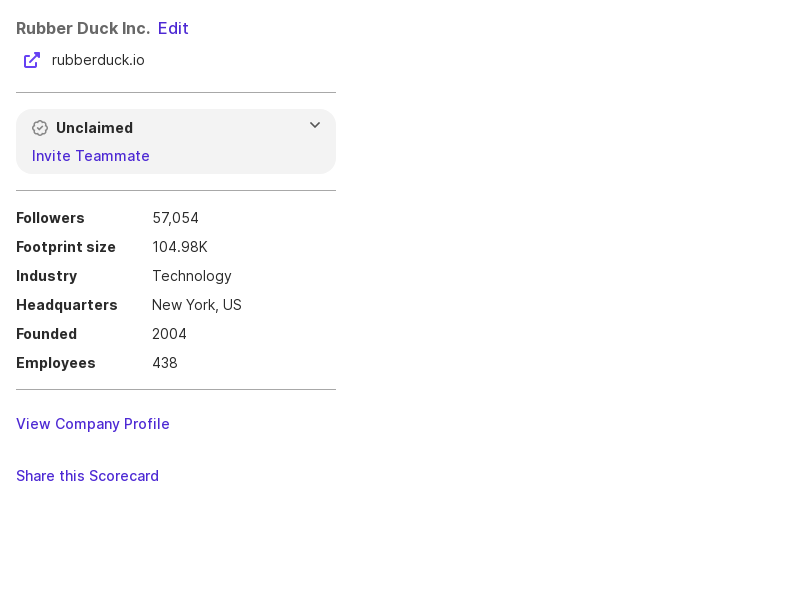 Rubber Duck Inc. Edit
rubberduck.io
Unclaimed
Invite Teammate
Followers 57,054
Footprint size 104.98K
Industry Technology
Headquarters New York, US
Founded 2004
Employees 438
View Company Profile
Share this Scorecard